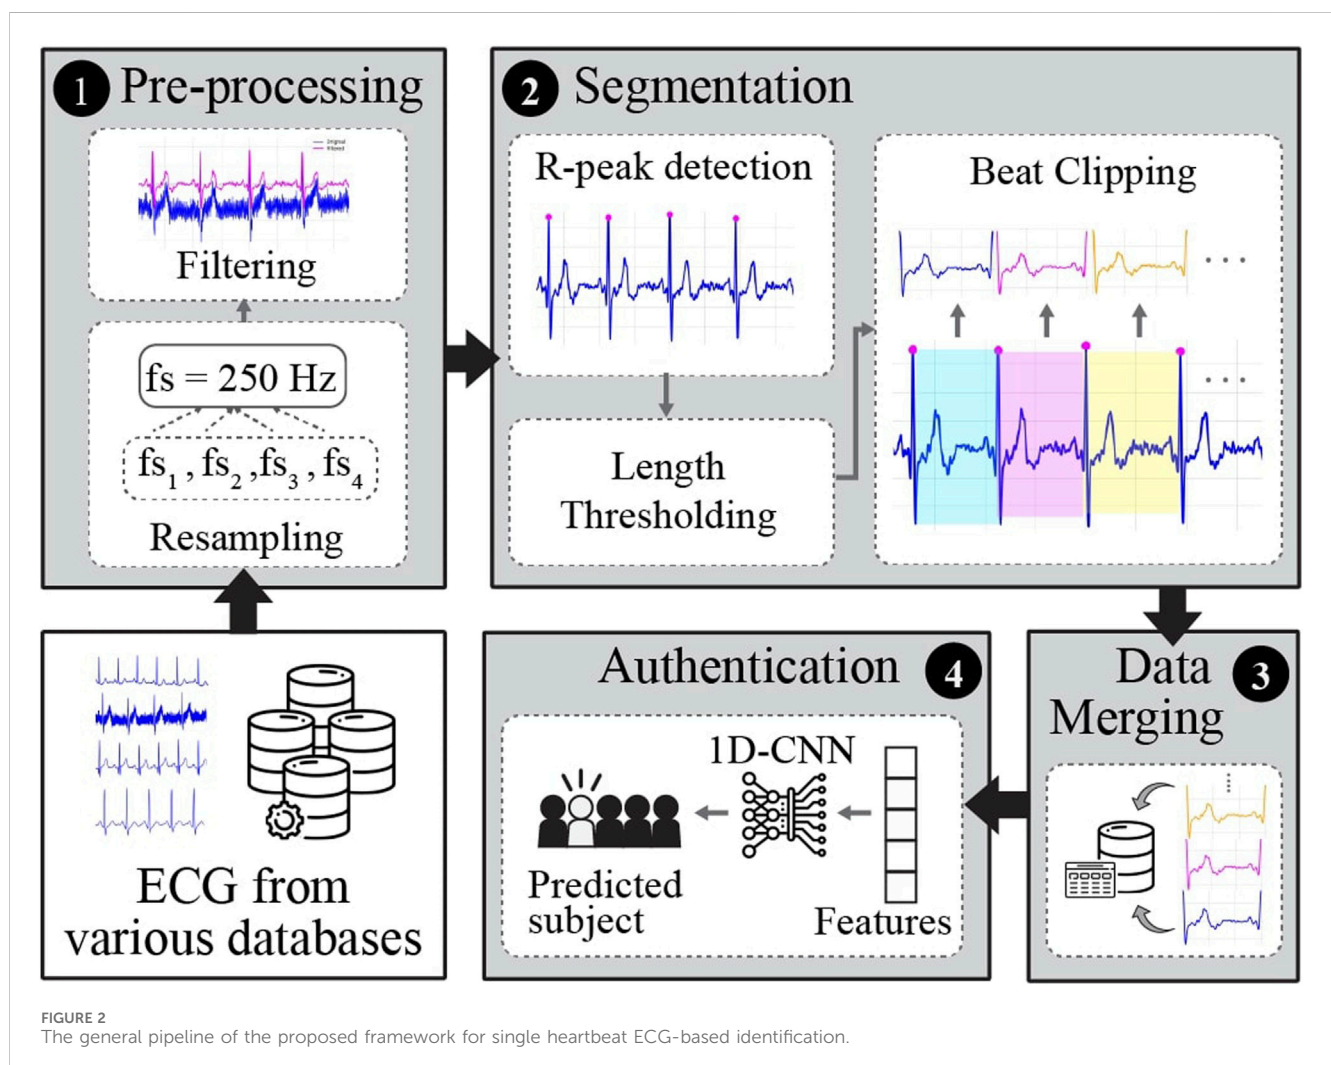 1 Pre-processing
Original
Filtered
Filtering
fs = 250 Hz
fs1 , fs2 ,fs3 , fs4
Resampling
ECG from
various databases
2 Segmentation
R-peak detection
Length
Thresholding
Beat Clipping
...
...
Data
Merging
3
Authentication 4
1D-CNN
Predicted
subject
Features
FIGURE 2
The general pipeline of the proposed framework for single heartbeat ECG-based identification.